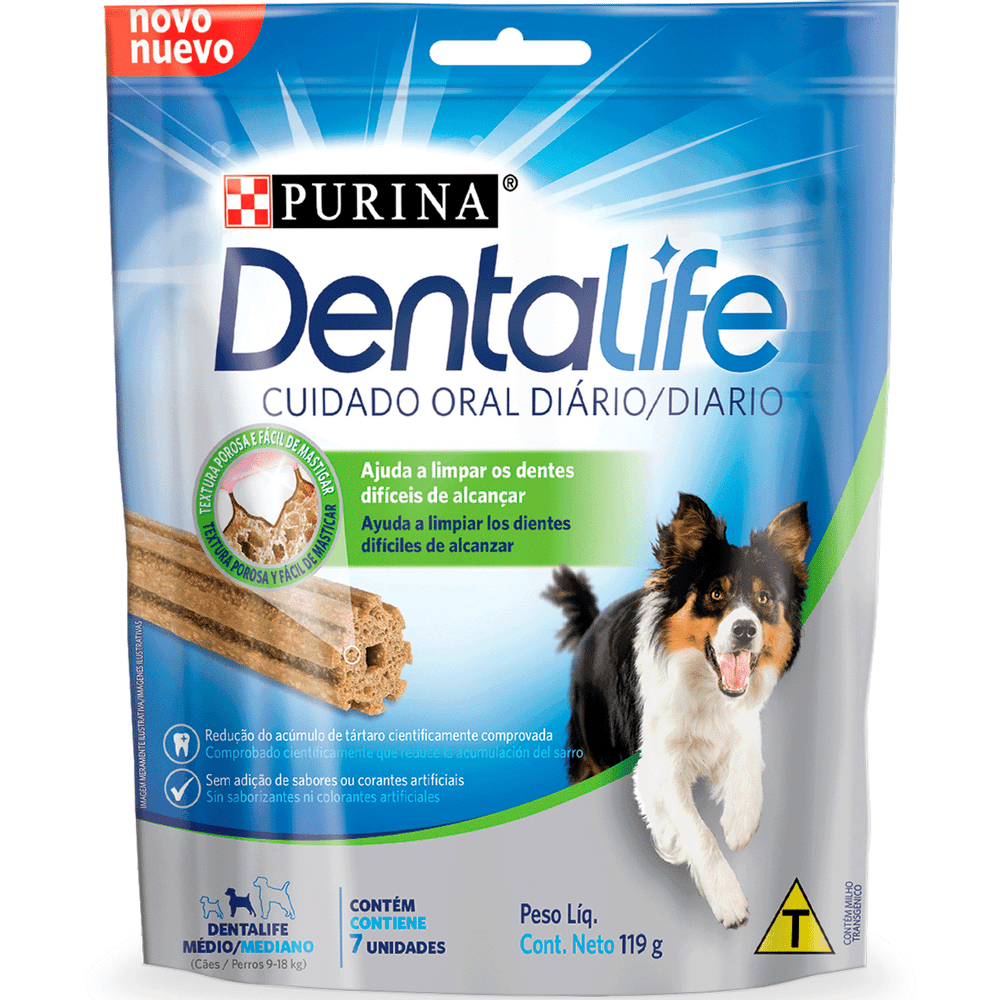 novo
nuevo
PURINA®
Dentalife
CUIDADO ORAL DIÁRIO/DIARIO
TEXTURA POROSA E FÁCIL DE MASTIGAR
TEXTURA POROSA Y FÁCIL DE MASTICAR
Ajuda a limpar os dentes
difíceis de alcançar
Ayuda a limpiar los dientes
difíciles de alcanzar
IMAGEM MERAMENTE ILUSTRATIVA/IMÁGENES ILUSTRATIVAS
Redução do acúmulo de tártaro cientificamente comprovada
Comprobado científicamente que reduce la acumulación del sarro
Sem adição de sabores ou corantes artificiais
Sin saborizantes ni colorantes artificiales
DENTALIFE
MÉDIO/MEDIANO
(Cães / Perros 9-18 kg)
CONTÉM
CONTIENE
7 UNIDADES
Peso Líq.
Cont. Neto 119 g
T
CONTÉM MILHO
TRANSGÊNICO